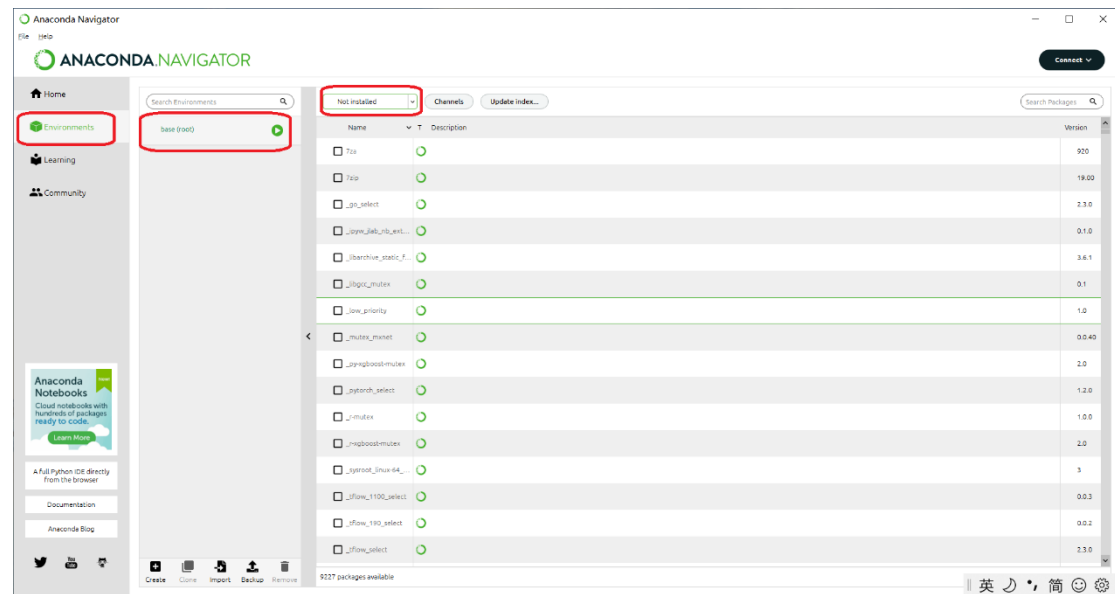 Anaconda Navigator
File Help
ANACONDA.NAVIGATOR
Connect
Home
Environments
Learning
Community
Search Environments
base (root)
Not installed
Channels
Update index...
Search Packages
Name T Description Version
7za 920
7zip 19.00
_go_select 2.3.0
_ipyw_jlab_nb_ext... 0.1.0
_libarchive_static_f... 3.6.1
_libgcc_mutex 0.1
_low_priority 1.0
_mutex_mxnet 0.0.40
_py-xgboost-mutex 2.0
_pytorch_select 1.2.0
_r-mutex 1.0.0
_r-xgboost-mutex 2.0
_sysroot_linux-64_... 3
_tflow_1100_select 0.0.3
_tflow_190_select 0.0.2
_tflow_select 2.3.0
Anaconda
Notebooks
Cloud notebooks with
hundreds of packages
ready to code.
Learn More
A full Python IDE directly
from the browser
Documentation
Anaconda Blog
You
Tube
Create Clone Import Backup Remove
9227 packages available
英 简